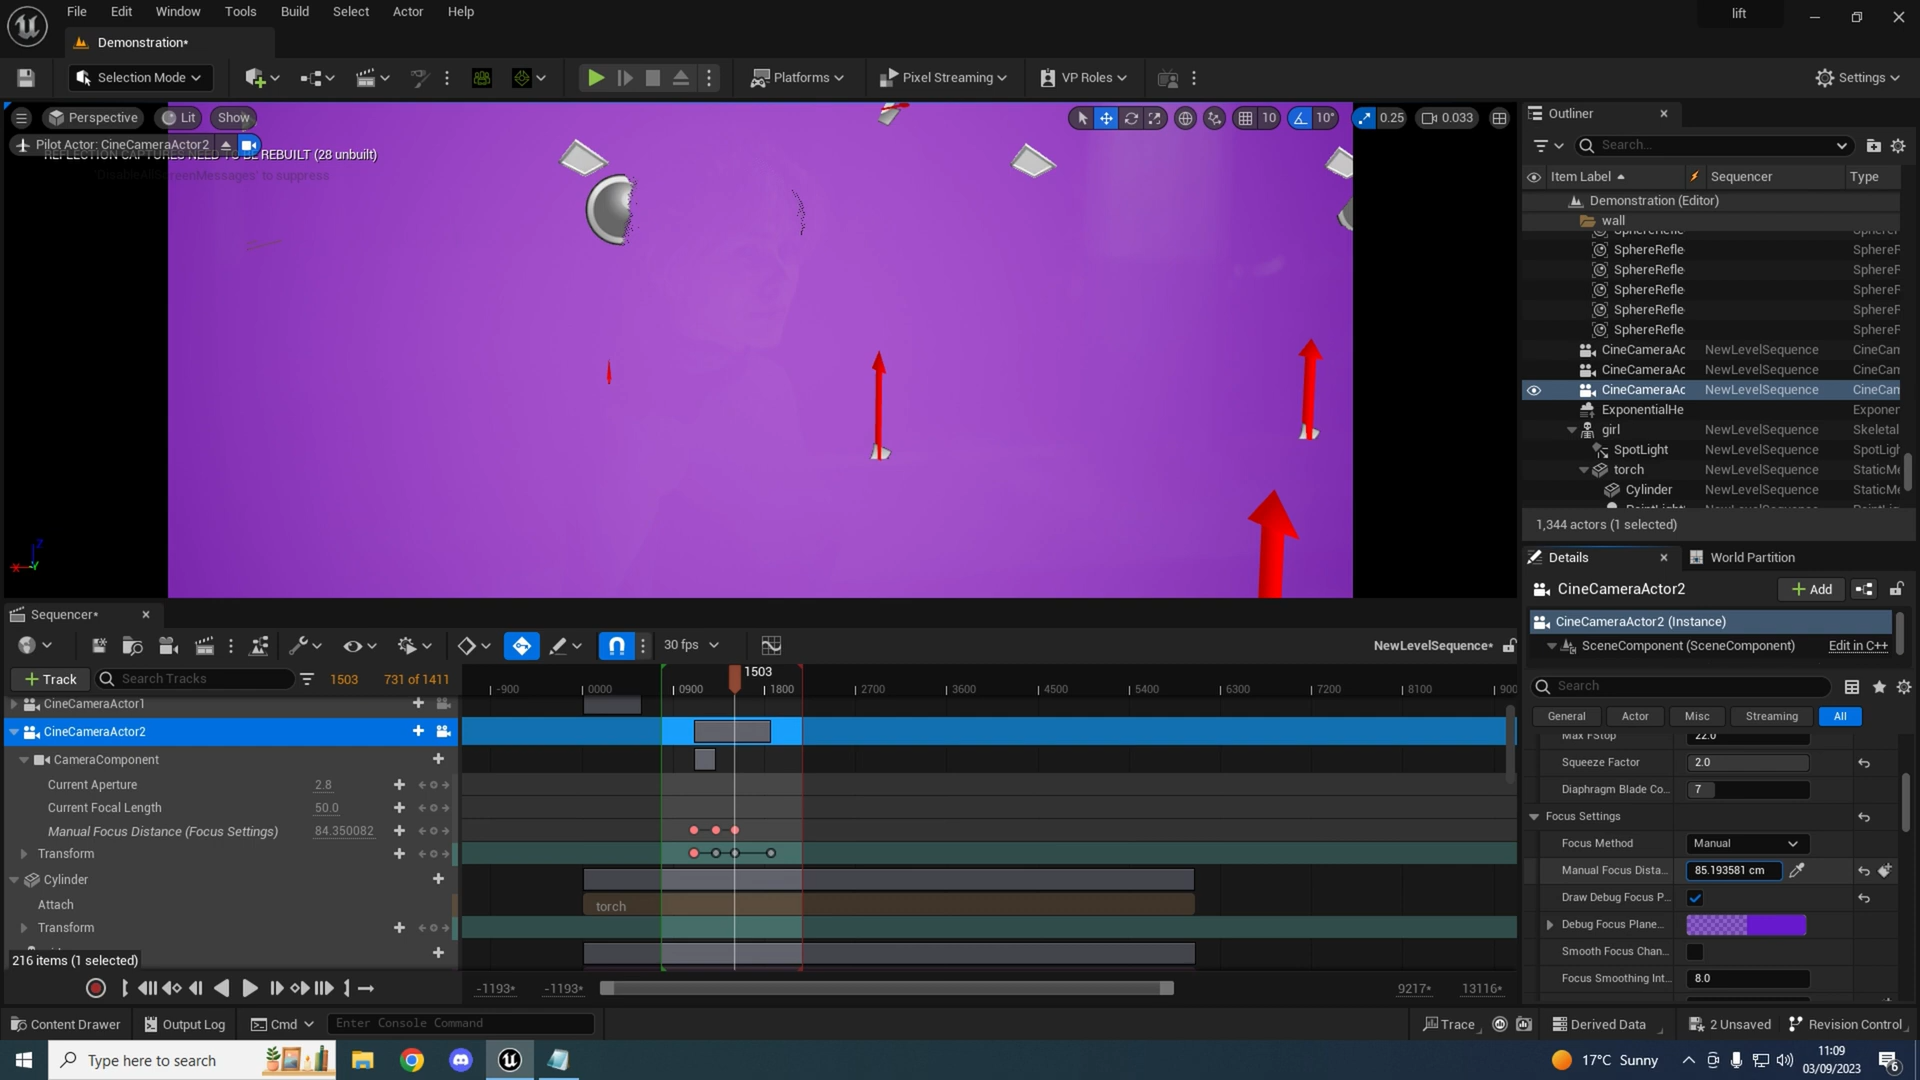 File Edit Window Tools Build Select Actor Help
lift
Demonstration*
Selection Mode
Platforms
Pixel Streaming
VP Roles
Settings
Perspective Lit Show
10 10° 0.25 0.033
Pilot Actor: CineCameraActor2
REFLECTION CAPTURES NEED TO BE REBUILT (28 unbuilt)
'DisableAllScreenMessages' to suppress
Outliner
Search...
Item Label Sequencer Type
Demonstration (Editor)
wall
SphereRefle SphereR
SphereRefle SphereR
SphereRefle SphereR
SphereRefle SphereR
SphereRefle SphereR
SphereRefle SphereR
CineCameraAc NewLevelSequence CineCam
CineCameraAc NewLevelSequence CineCam
CineCameraAc NewLevelSequence CineCam
ExponentialHe Exponen
girl NewLevelSequence Skeletal
SpotLight NewLevelSequence SpotLigh
torch NewLevelSequence StaticMe
Cylinder NewLevelSequence StaticMe
1,344 actors (1 selected)
Details World Partition
CineCameraActor2 Add
CineCameraActor2 (Instance)
SceneComponent (SceneComponent) Edit in C++
Search
General Actor Misc Streaming All
Max FStop 22.0
Squeeze Factor 2.0
Diaphragm Blade Co... 7
Focus Settings
Focus Method Manual
Manual Focus Dista... 85.193581 cm
Draw Debug Focus P...
Debug Focus Plane...
Smooth Focus Chan...
Focus Smoothing Int... 8.0
Sequencer*
30 fps
NewLevelSequence*
Track Search Tracks 1503 731 of 1411
1503
-900 0000 0900 1800 2700 3600 4500 5400 6300 7200 8100 900
CineCameraActor1
CineCameraActor2
CameraComponent
Current Aperture 2.8
Current Focal Length 50.0
Manual Focus Distance (Focus Settings) 84.350082
Transform
Cylinder
Attach torch
Transform
216 items (1 selected)
-1193* -1193* 9217* 13116*
Content Drawer Output Log Cmd Enter Console Command
Trace Derived Data 2 Unsaved Revision Control
Type here to search
17°C Sunny
11:09
03/09/2023
6